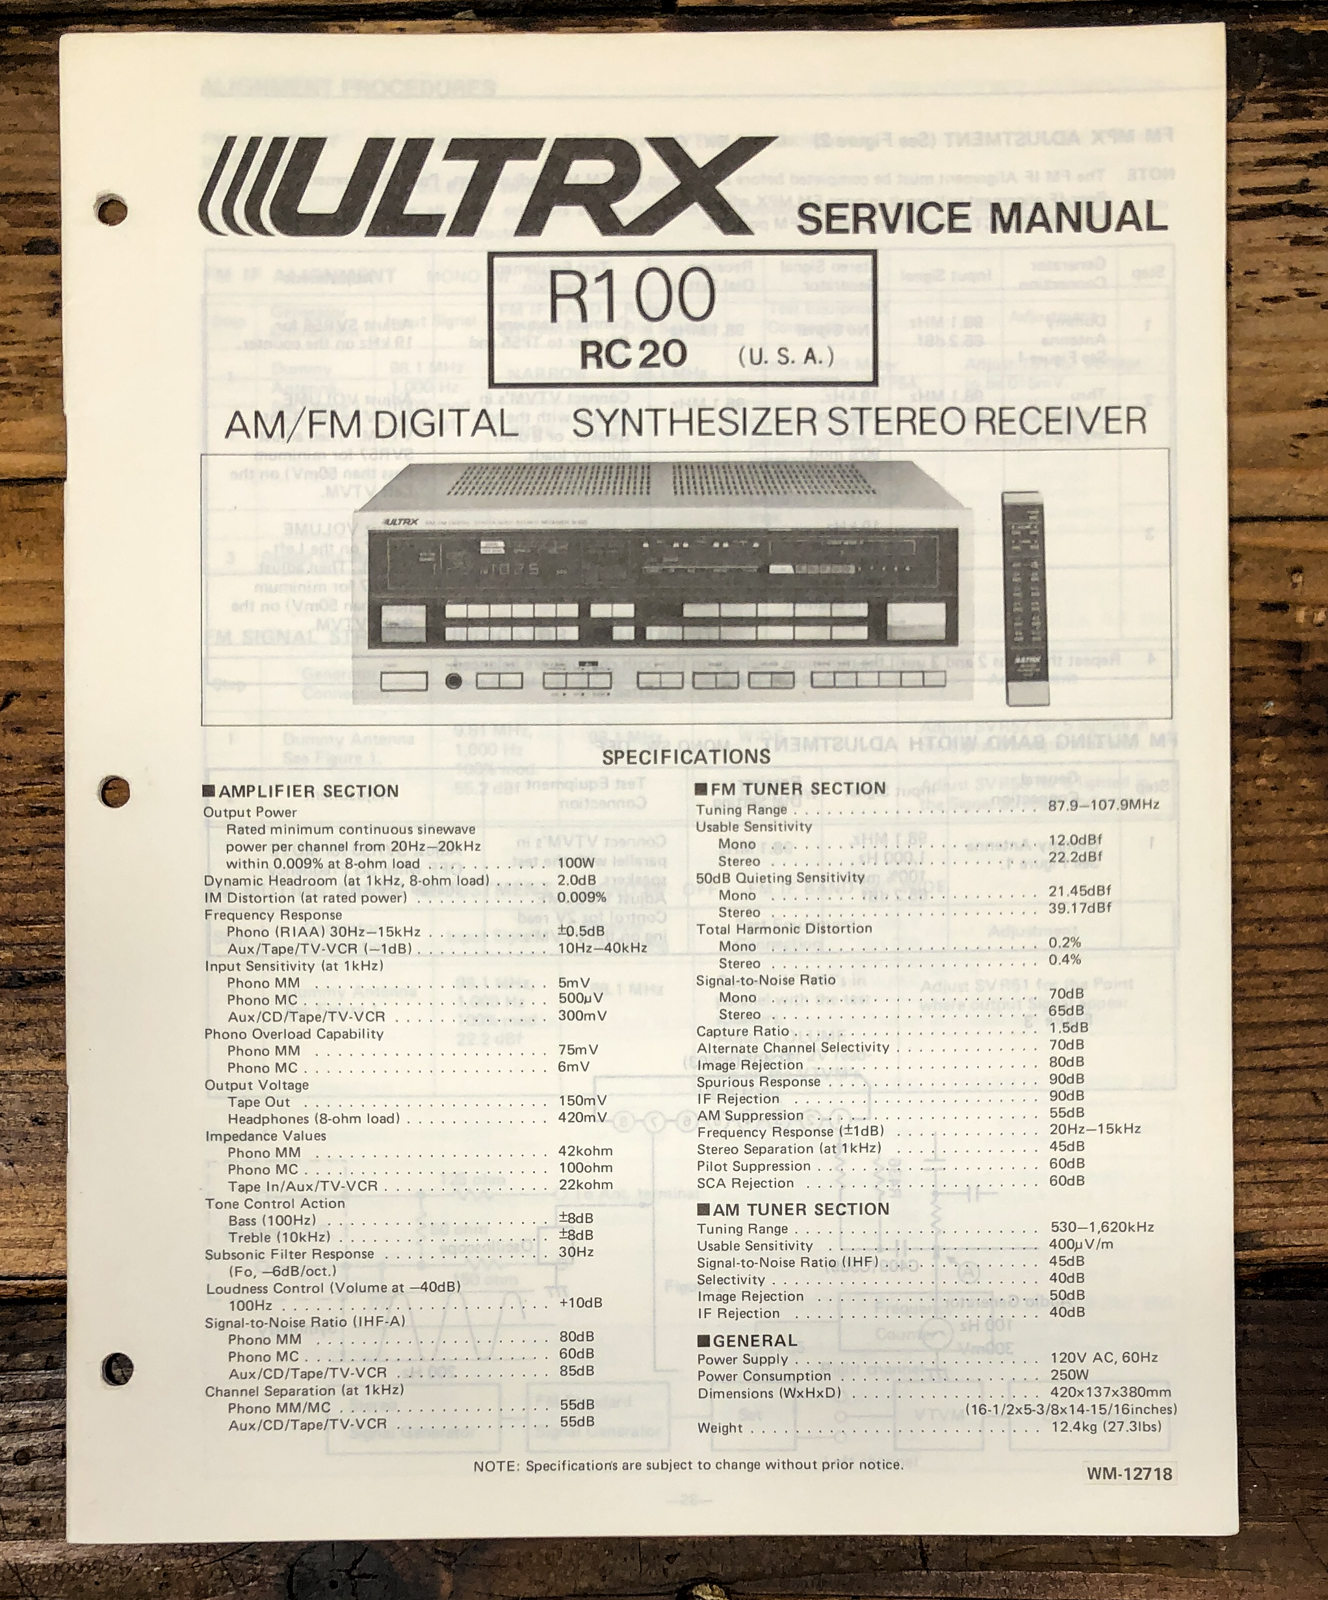 ULTRX SERVICE MANUAL
R100
RC20 (U.S.A.)
AM/FM DIGITAL SYNTHESIZER STEREO RECEIVER
ULTRX
107.5
ULTRX
SPECIFICATIONS
■AMPLIFIER SECTION
Output Power
Rated minimum continuous sinewave
power per channel from 20Hz–20kHz
within 0.009% at 8-ohm load . . . . . . . . . . 100W
Dynamic Headroom (at 1kHz, 8-ohm load) . . . . . 2.0dB
IM Distortion (at rated power) . . . . . . . . . . 0.009%
Frequency Response
Phono (RIAA) 30Hz–15kHz . . . . . . . . . . ±0.5dB
Aux/Tape/TV-VCR (–1dB) . . . . . . . . . . 10Hz–40kHz
Input Sensitivity (at 1kHz)
Phono MM . . . . . . . . . . 5mV
Phono MC . . . . . . . . . . 500µV
Aux/CD/Tape/TV-VCR . . . . . . . . . . 300mV
Phono Overload Capability
Phono MM . . . . . . . . . . 75mV
Phono MC . . . . . . . . . . 6mV
Output Voltage
Tape Out . . . . . . . . . . 150mV
Headphones (8-ohm load) . . . . . . . . . . 420mV
Impedance Values
Phono MM . . . . . . . . . . 42kohm
Phono MC . . . . . . . . . . 100ohm
Tape In/Aux/TV-VCR . . . . . . . . . . 22kohm
Tone Control Action
Bass (100Hz) . . . . . . . . . . ±8dB
Treble (10kHz) . . . . . . . . . . ±8dB
Subsonic Filter Response . . . . . . . . . . 30Hz
(Fo, –6dB/oct.)
Loudness Control (Volume at –40dB)
100Hz . . . . . . . . . . +10dB
Signal-to-Noise Ratio (IHF-A)
Phono MM . . . . . . . . . . 80dB
Phono MC . . . . . . . . . . 60dB
Aux/CD/Tape/TV-VCR . . . . . . . . . . 85dB
Channel Separation (at 1kHz)
Phono MM/MC . . . . . . . . . . 55dB
Aux/CD/Tape/TV-VCR . . . . . . . . . . 55dB
■FM TUNER SECTION
Tuning Range . . . . . . . . . . 87.9–107.9MHz
Usable Sensitivity
Mono . . . . . . . . . . 12.0dBf
Stereo . . . . . . . . . . 22.2dBf
50dB Quieting Sensitivity
Mono . . . . . . . . . . 21.45dBf
Stereo . . . . . . . . . . 39.17dBf
Total Harmonic Distortion
Mono . . . . . . . . . . 0.2%
Stereo . . . . . . . . . . 0.4%
Signal-to-Noise Ratio
Mono . . . . . . . . . . 70dB
Stereo . . . . . . . . . . 65dB
Capture Ratio . . . . . . . . . . 1.5dB
Alternate Channel Selectivity . . . . . . . . . . 70dB
Image Rejection . . . . . . . . . . 80dB
Spurious Response . . . . . . . . . . 90dB
IF Rejection . . . . . . . . . . 90dB
AM Suppression . . . . . . . . . . 55dB
Frequency Response (±1dB) . . . . . . . . . . 20Hz–15kHz
Stereo Separation (at 1kHz) . . . . . . . . . . 45dB
Pilot Suppression . . . . . . . . . . 60dB
SCA Rejection . . . . . . . . . . 60dB
■AM TUNER SECTION
Tuning Range . . . . . . . . . . 530–1,620kHz
Usable Sensitivity . . . . . . . . . . 400µV/m
Signal-to-Noise Ratio (IHF) . . . . . . . . . . 45dB
Selectivity . . . . . . . . . . 40dB
Image Rejection . . . . . . . . . . 50dB
IF Rejection . . . . . . . . . . 40dB
■GENERAL
Power Supply . . . . . . . . . . 120V AC, 60Hz
Power Consumption . . . . . . . . . . 250W
Dimensions (WxHxD) . . . . . . . . . . 420x137x380mm
(16-1/2x5-3/8x14-15/16inches)
Weight . . . . . . . . . . 12.4kg (27.3lbs)
NOTE: Specifications are subject to change without prior notice.
WM-12718